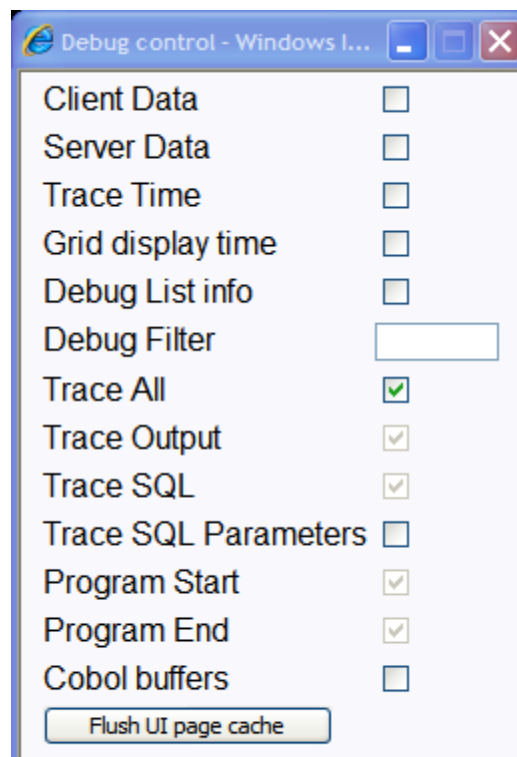 Debug control - Windows I...
Client Data
Server Data
Trace Time
Grid display time
Debug List info
Debug Filter
Trace All
Trace Output
Trace SQL
Trace SQL Parameters
Program Start
Program End
Cobol buffers
Flush UI page cache